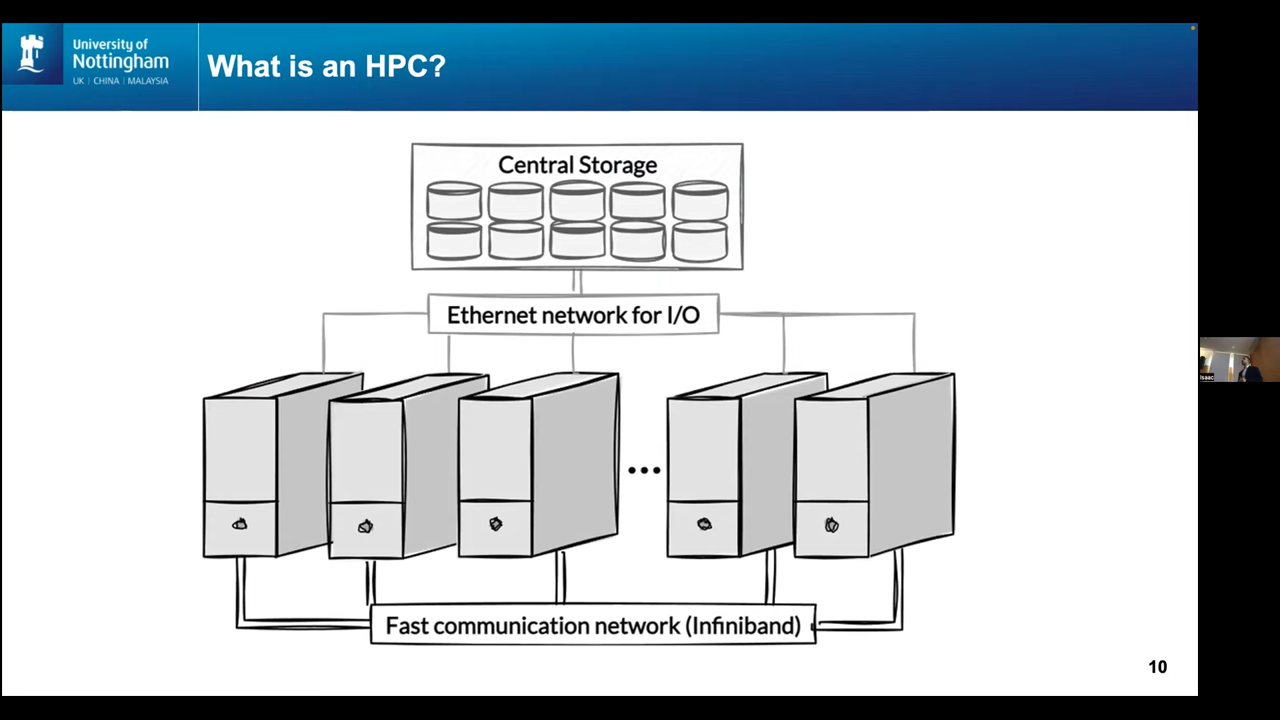 University of
Nottingham
UK | CHINA | MALAYSIA
What is an HPC?
Central Storage
Ethernet network for I/O
...
Fast communication network (Infiniband)
10
Isaac